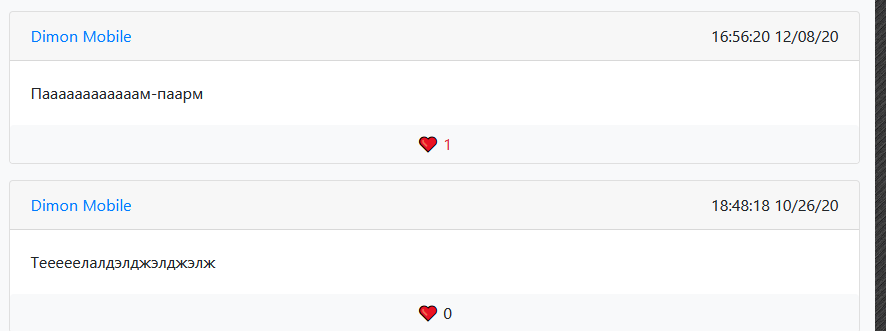 Dimon Mobile 16:56:20 12/08/20
Паааааааааааам-паарм
1
Dimon Mobile 18:48:18 10/26/20
Тееееелалдэлджэлджэлж
0